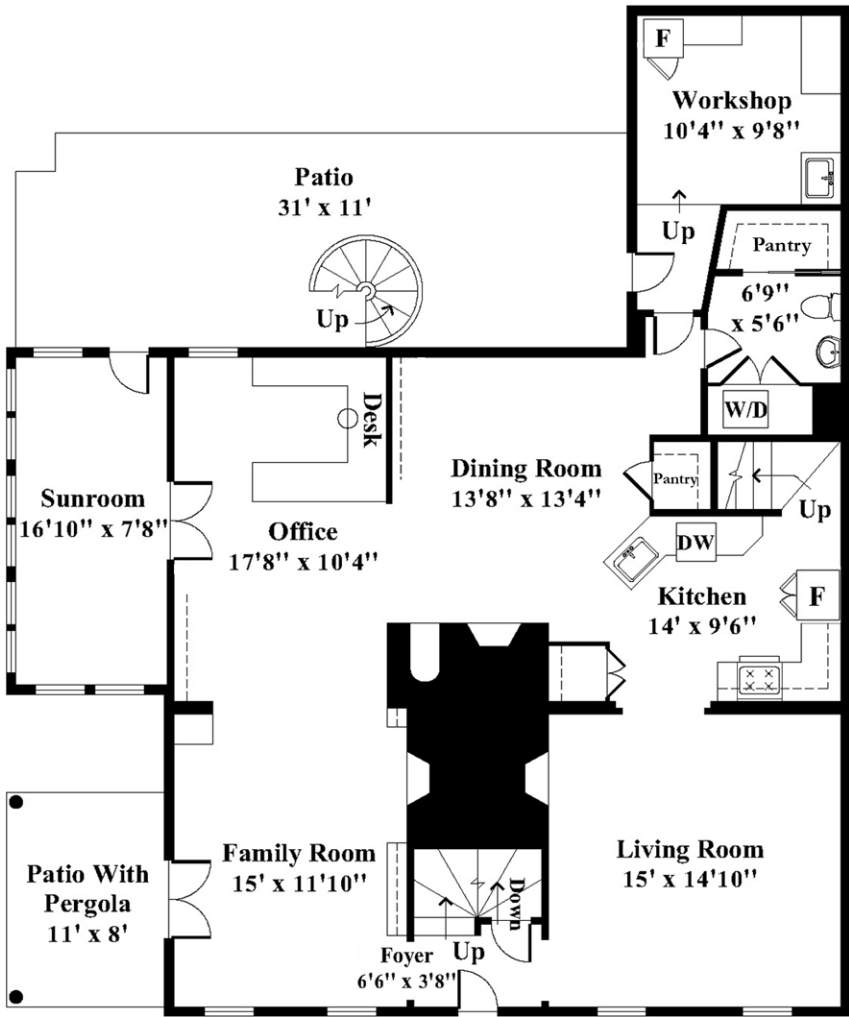 F
Workshop
10'4" x 9'8"
Patio
31' x 11'
Up
Pantry
Up
6'9"
x 5'6"
W/D
Desk
Dining Room
13'8" x 13'4"
Pantry
Up
Sunroom
16'10" x 7'8"
Office
17'8" x 10'4"
DW
Kitchen
14' x 9'6"
F
Family Room
15' x 11'10"
Living Room
15' x 14'10"
Patio With
Pergola
11' x 8'
Down
Up
Foyer
6'6" x 3'8"